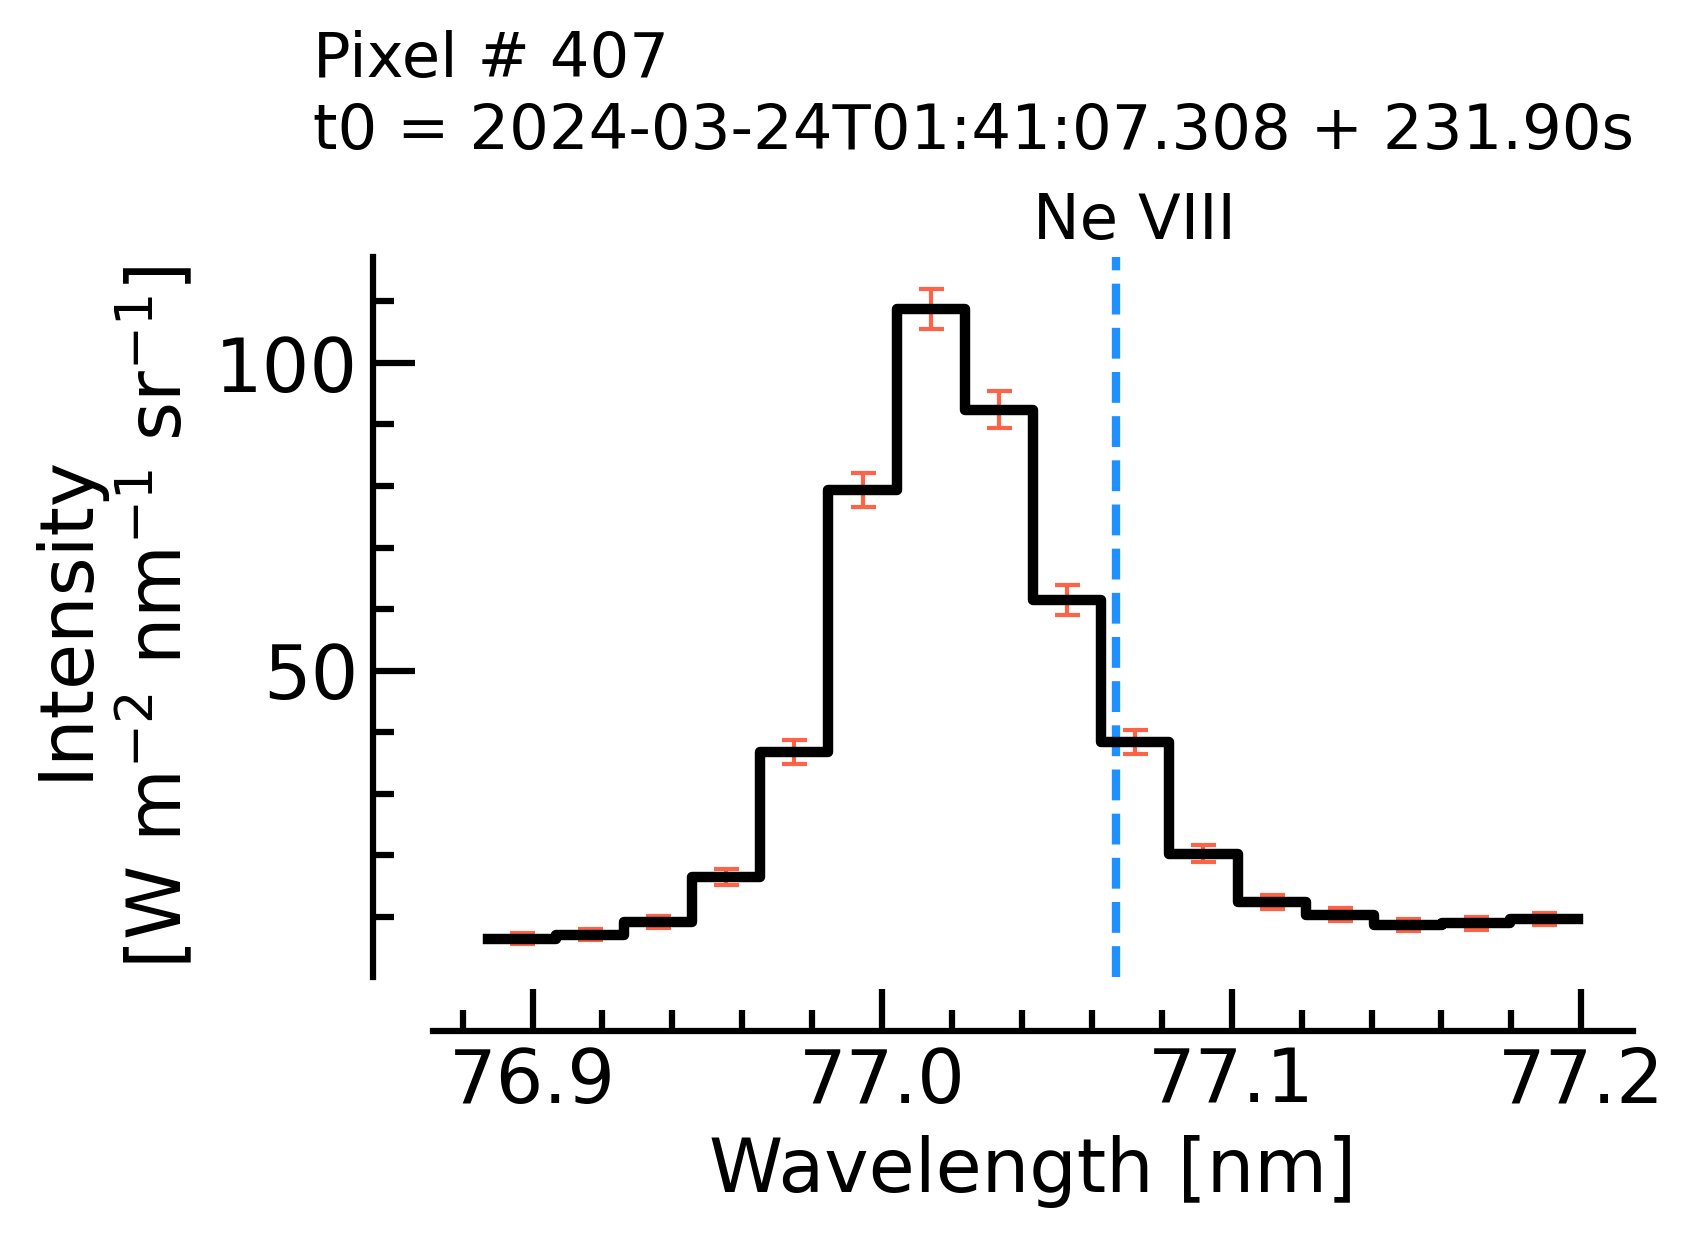 Pixel # 407
t0 = 2024-03-24T01:41:07.308 + 231.90s
Ne VIII
Intensity
[W m⁻² nm⁻¹ sr⁻¹]
100
50
76.9 77.0 77.1 77.2
Wavelength [nm]